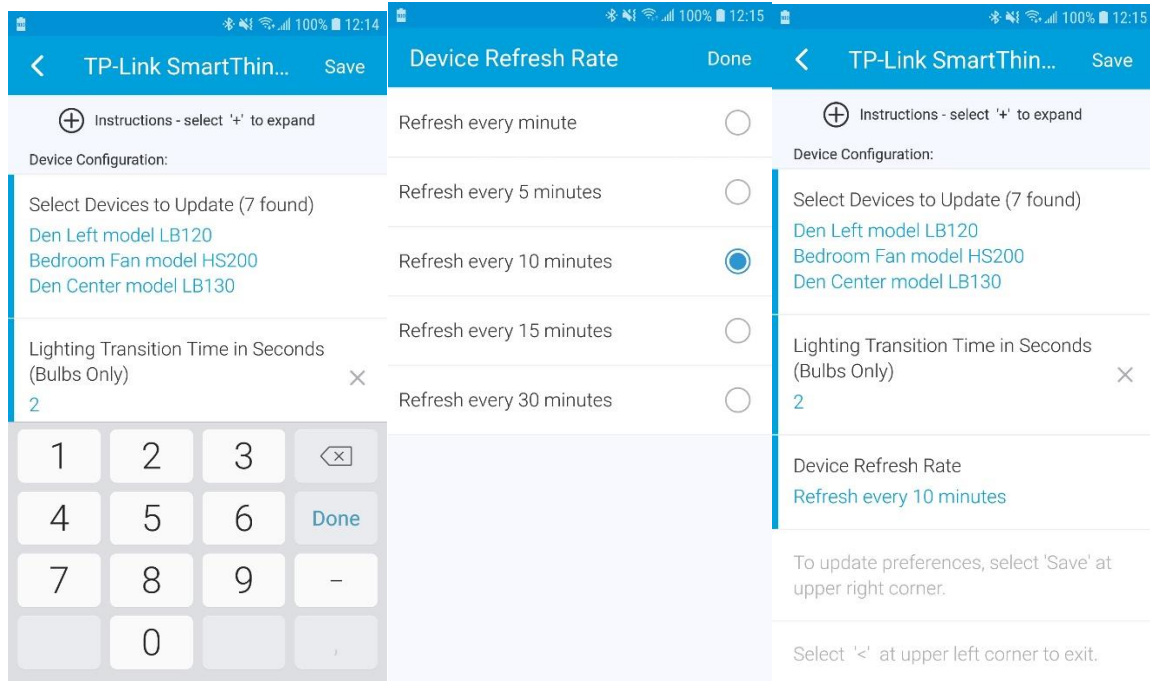 100% 12:14
TP-Link SmartThin...
Save
Instructions - select '+' to expand
Device Configuration:
Select Devices to Update (7 found)
Den Left model LB120
Bedroom Fan model HS200
Den Center model LB130
Lighting Transition Time in Seconds
(Bulbs Only)
2
1 2 3
4 5 6 Done
7 8 9 –
0 ,
100% 12:15
Device Refresh Rate
Done
Refresh every minute
Refresh every 5 minutes
Refresh every 10 minutes
Refresh every 15 minutes
Refresh every 30 minutes
100% 12:15
TP-Link SmartThin...
Save
Instructions - select '+' to expand
Device Configuration:
Select Devices to Update (7 found)
Den Left model LB120
Bedroom Fan model HS200
Den Center model LB130
Lighting Transition Time in Seconds
(Bulbs Only)
2
Device Refresh Rate
Refresh every 10 minutes
To update preferences, select 'Save' at
upper right corner.
Select '<' at upper left corner to exit.